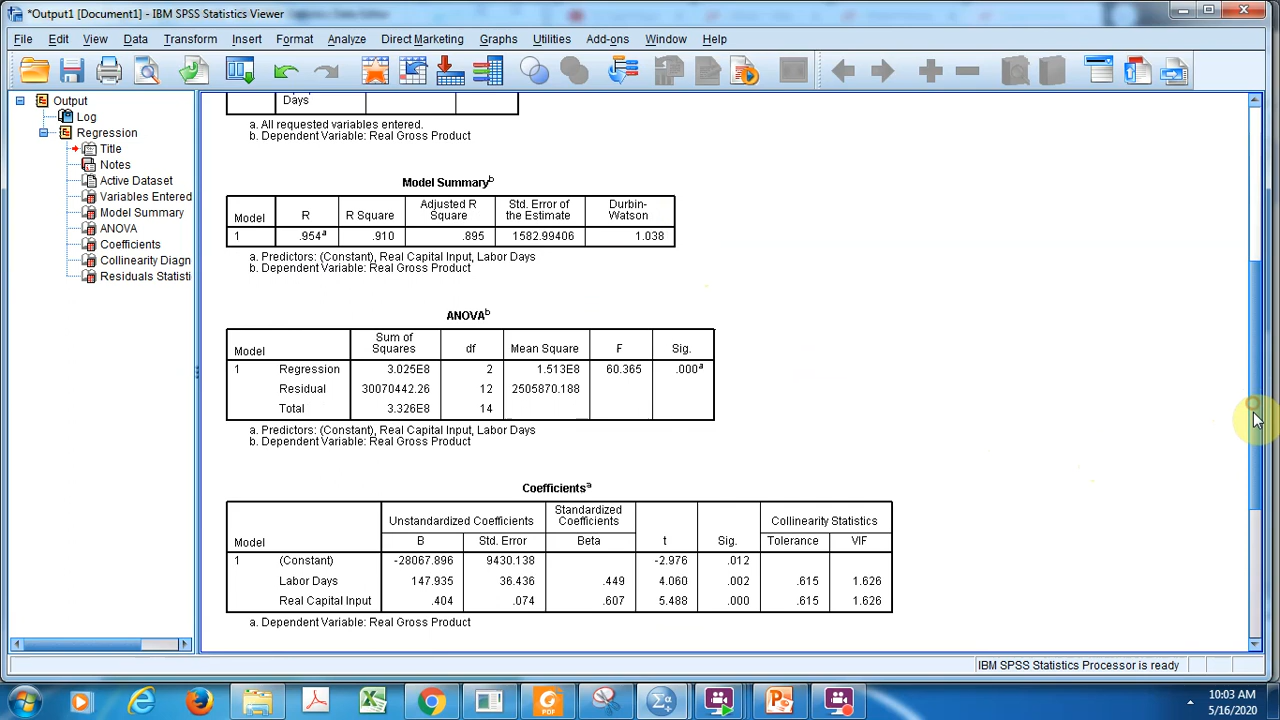 *Output1 [Document1] - IBM SPSS Statistics Viewer
File Edit View Data Transform Insert Format Analyze Direct Marketing Graphs Utilities Add-ons Window Help
Output
Log
Regression
Title
Notes
Active Dataset
Variables Entered
Model Summary
ANOVA
Coefficients
Collinearity Diagn
Residuals Statisti
Days
a. All requested variables entered.
b. Dependent Variable: Real Gross Product
Model Summaryb
Model R R Square Adjusted R Square Std. Error of the Estimate Durbin-Watson
1 .954a .910 .895 1582.99406 1.038
a. Predictors: (Constant), Real Capital Input, Labor Days
b. Dependent Variable: Real Gross Product
ANOVAb
Model Sum of Squares df Mean Square F Sig.
1 Regression 3.025E8 2 1.513E8 60.365 .000a
Residual 30070442.26 12 2505870.188
Total 3.326E8 14
a. Predictors: (Constant), Real Capital Input, Labor Days
b. Dependent Variable: Real Gross Product
Coefficientsa
Unstandardized Coefficients Standardized Coefficients Collinearity Statistics
Model B Std. Error Beta t Sig. Tolerance VIF
1 (Constant) -28067.896 9430.138 -2.976 .012
Labor Days 147.935 36.436 .449 4.060 .002 .615 1.626
Real Capital Input .404 .074 .607 5.488 .000 .615 1.626
a. Dependent Variable: Real Gross Product
IBM SPSS Statistics Processor is ready
PDF
10:03 AM
5/16/2020